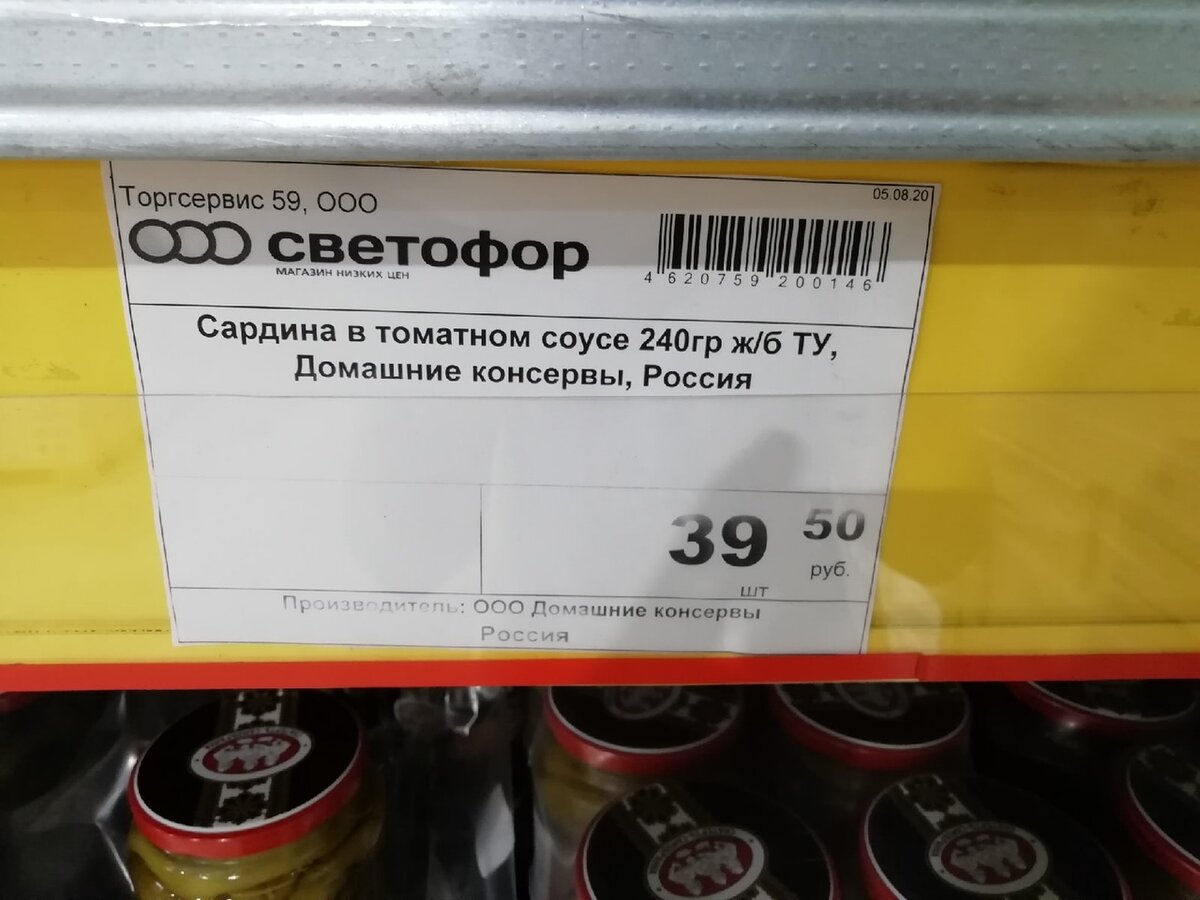 Торгсервис 59, ООО
05.08.20
светофор
МАГАЗИН НИЗКИХ ЦЕН
4 620759 200146
Сардина в томатном соусе 240гр ж/б ТУ,
Домашние консервы, Россия
39 50
руб.
шт
Производитель: ООО Домашние консервы
Россия